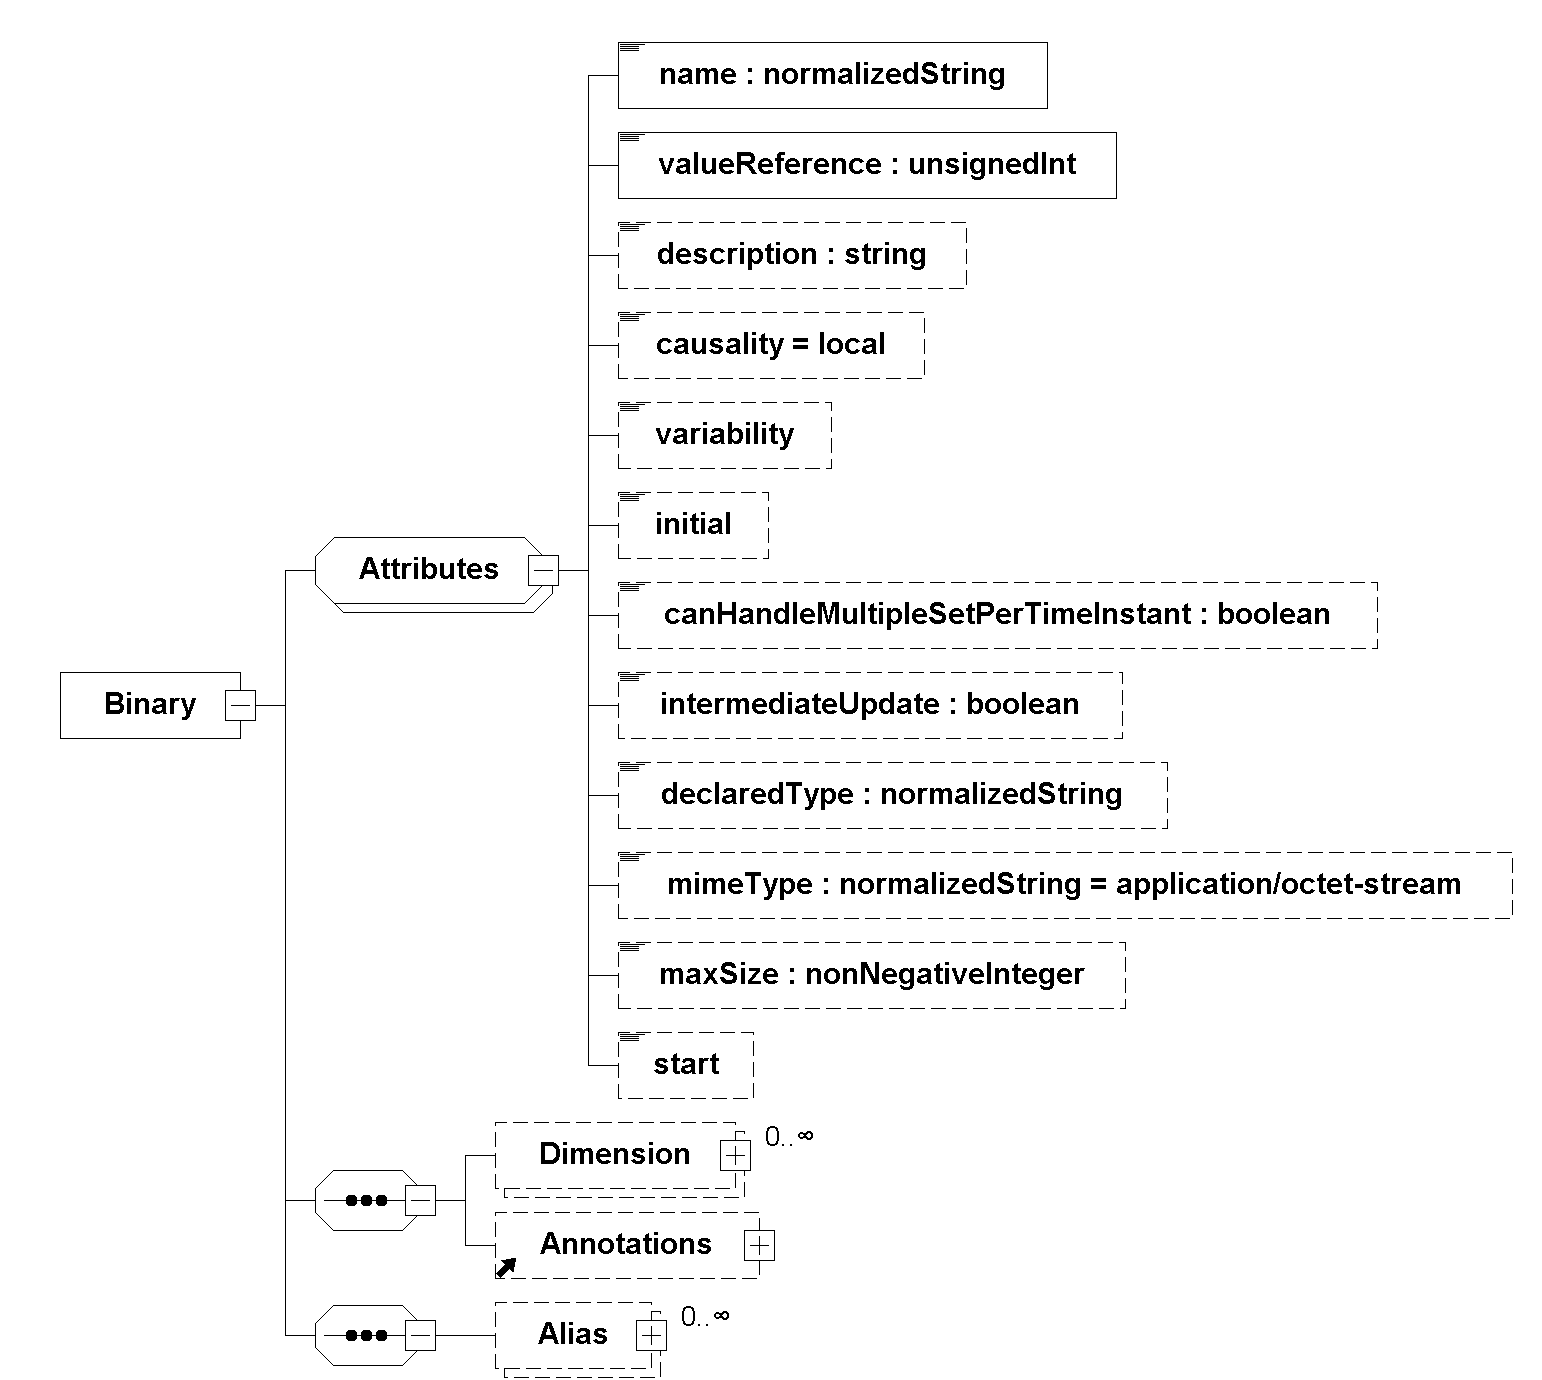 name : normalizedString
valueReference : unsignedInt
description : string
causality = local
variability
initial
Attributes
canHandleMultipleSetPerTimeInstant : boolean
Binary
intermediateUpdate : boolean
declaredType : normalizedString
mimeType : normalizedString = application/octet-stream
maxSize : nonNegativeInteger
start
Dimension
0..∞
Annotations
Alias
0..∞